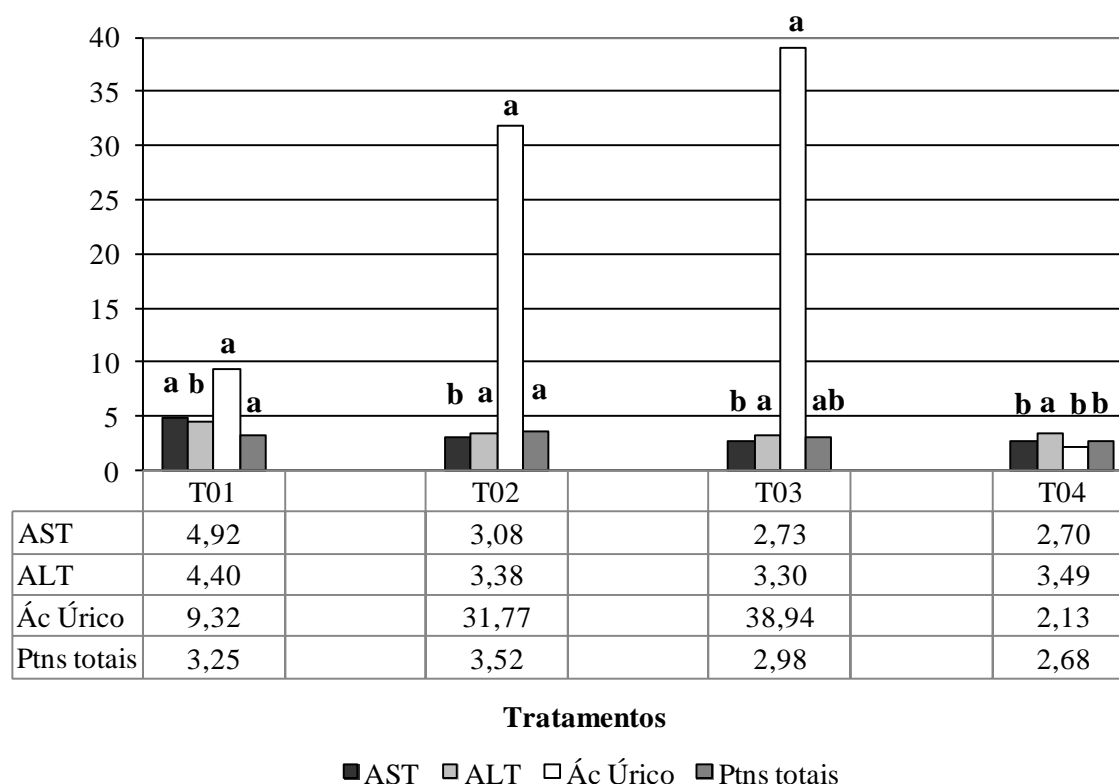 a
40
35
a
30
25
20
15
a
10
a b a b a a b a ab b a b b
5
0
T01 T02 T03 T04
AST 4,92 3,08 2,73 2,70
ALT 4,40 3,38 3,30 3,49
Ác Úrico 9,32 31,77 38,94 2,13
Ptns totais 3,25 3,52 2,98 2,68
Tratamentos
AST ALT Ác Úrico Ptns totais